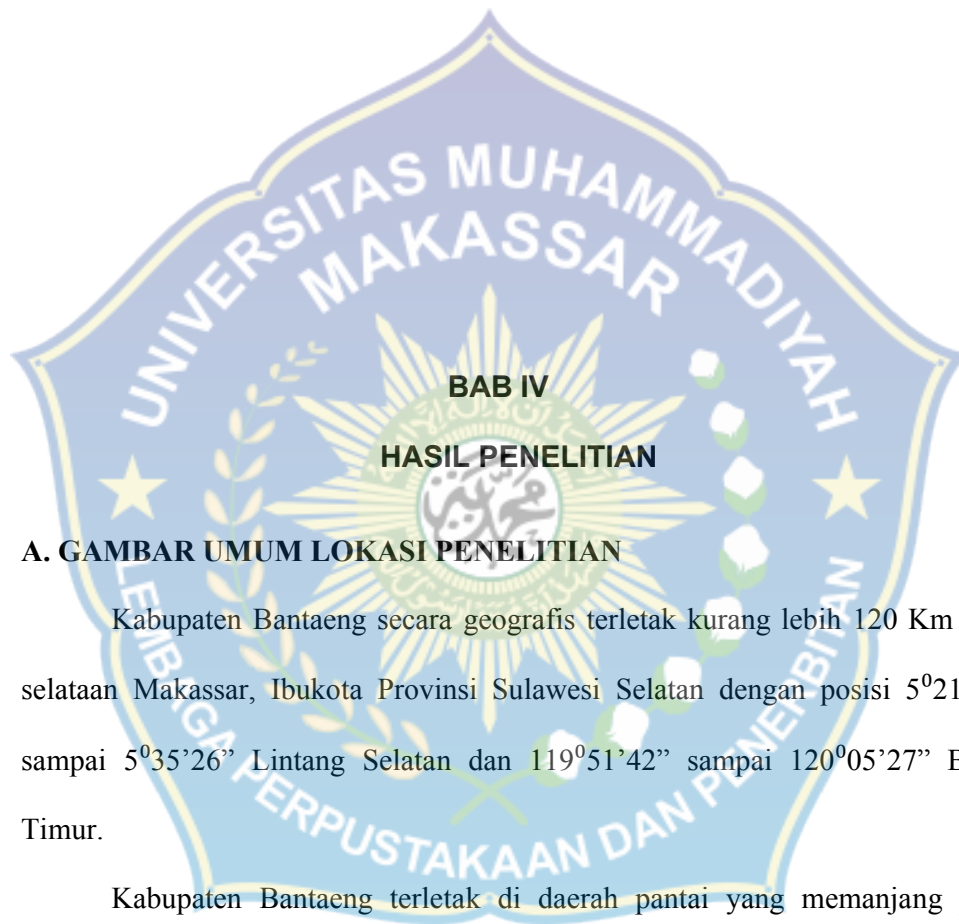 UNIVERSITAS MUHAMMADIYAH
MAKASSAR
BAB IV
HASIL PENELITIAN
A. GAMBAR UMUM LOKASI PENELITIAN
Kabupaten Bantaeng secara geografis terletak kurang lebih 120 Km
selataan Makassar, Ibukota Provinsi Sulawesi Selatan dengan posisi 5⁰21
sampai 5⁰35’26” Lintang Selatan dan 119⁰51’42” sampai 120⁰05’27”
Timur.
Kabupaten Bantaeng terletak di daerah pantai yang memanjang
LEMBAGA PERPUSTAKAAN DAN PENERBITAN